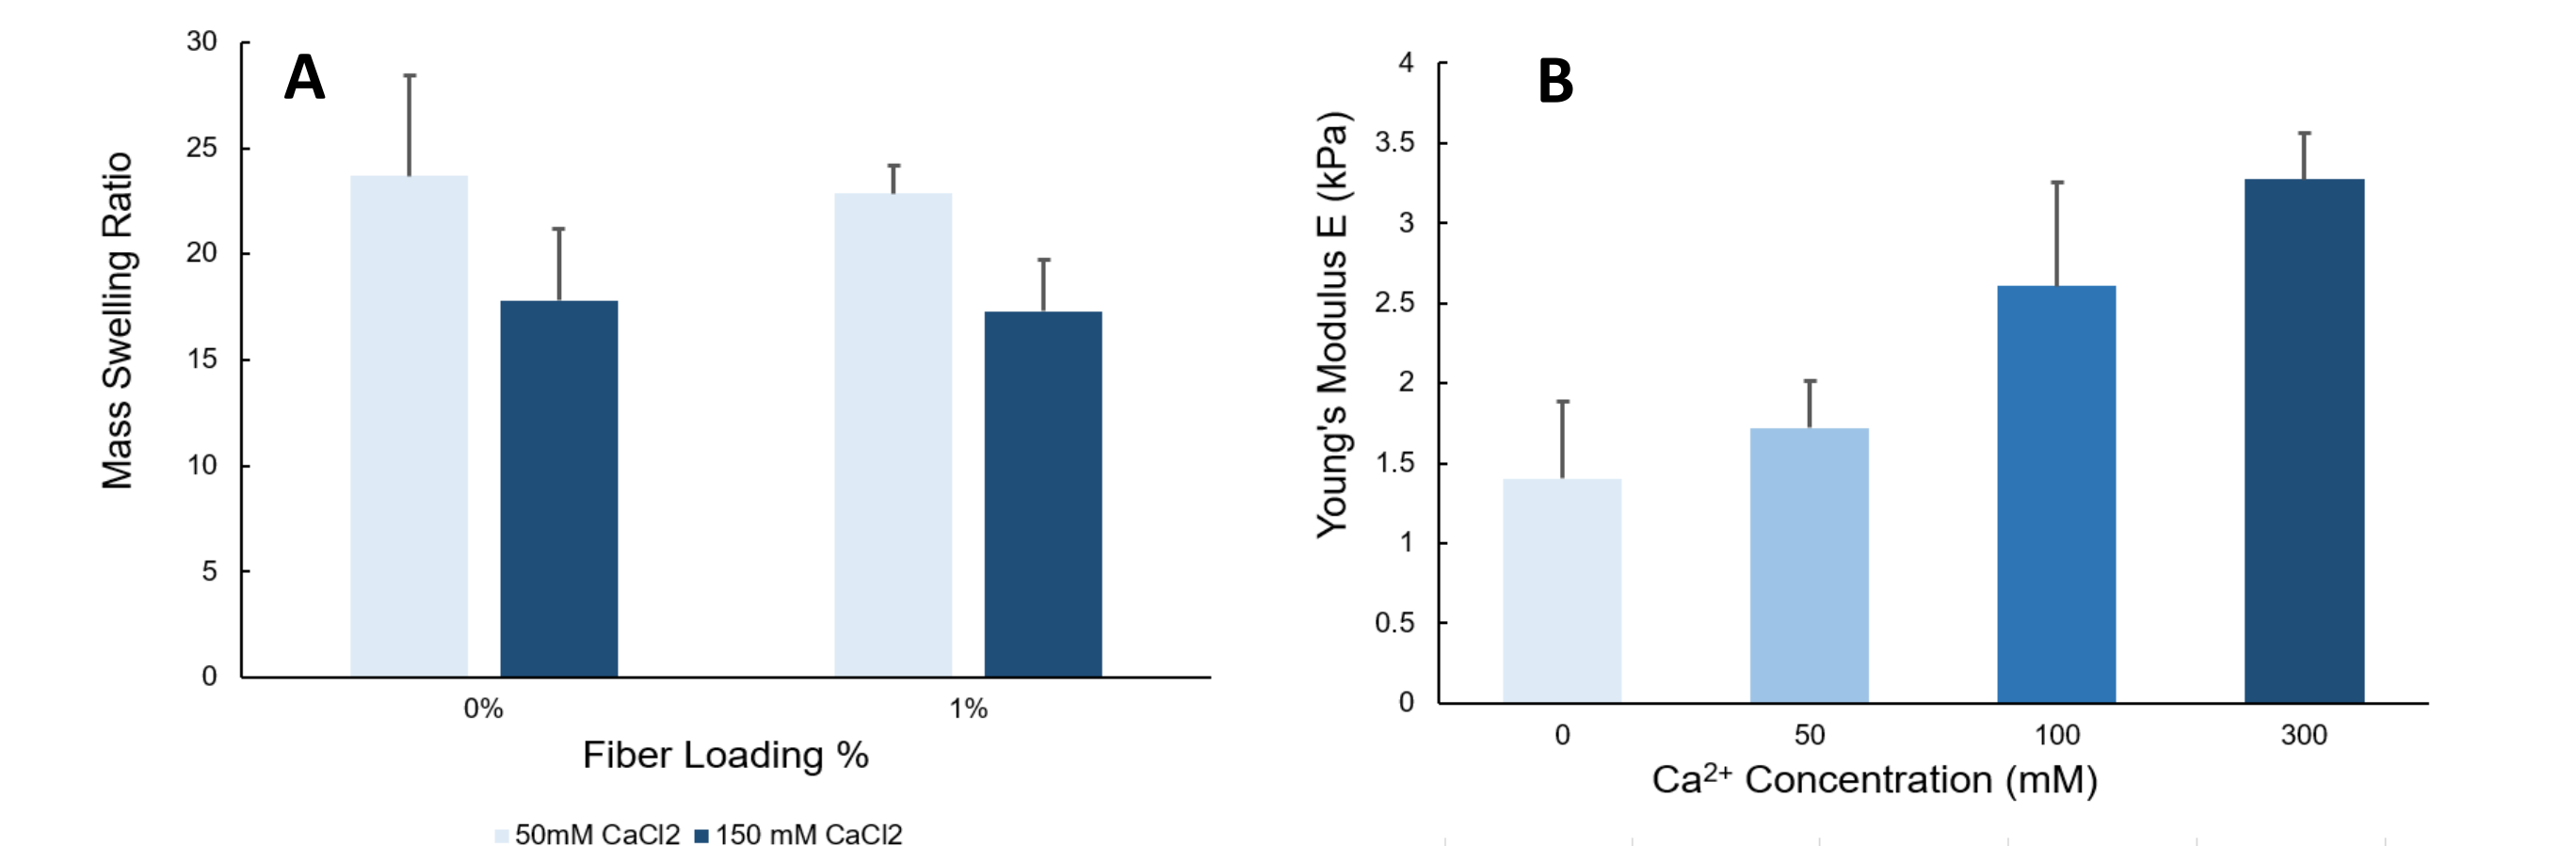 A
30
25
20
15
10
5
0
Mass Swelling Ratio
0% 1%
Fiber Loading %
50mM CaCl2 150 mM CaCl2
B
4
3.5
3
2.5
2
1.5
1
0.5
0
Young's Modulus E (kPa)
0 50 100 300
Ca²⁺ Concentration (mM)